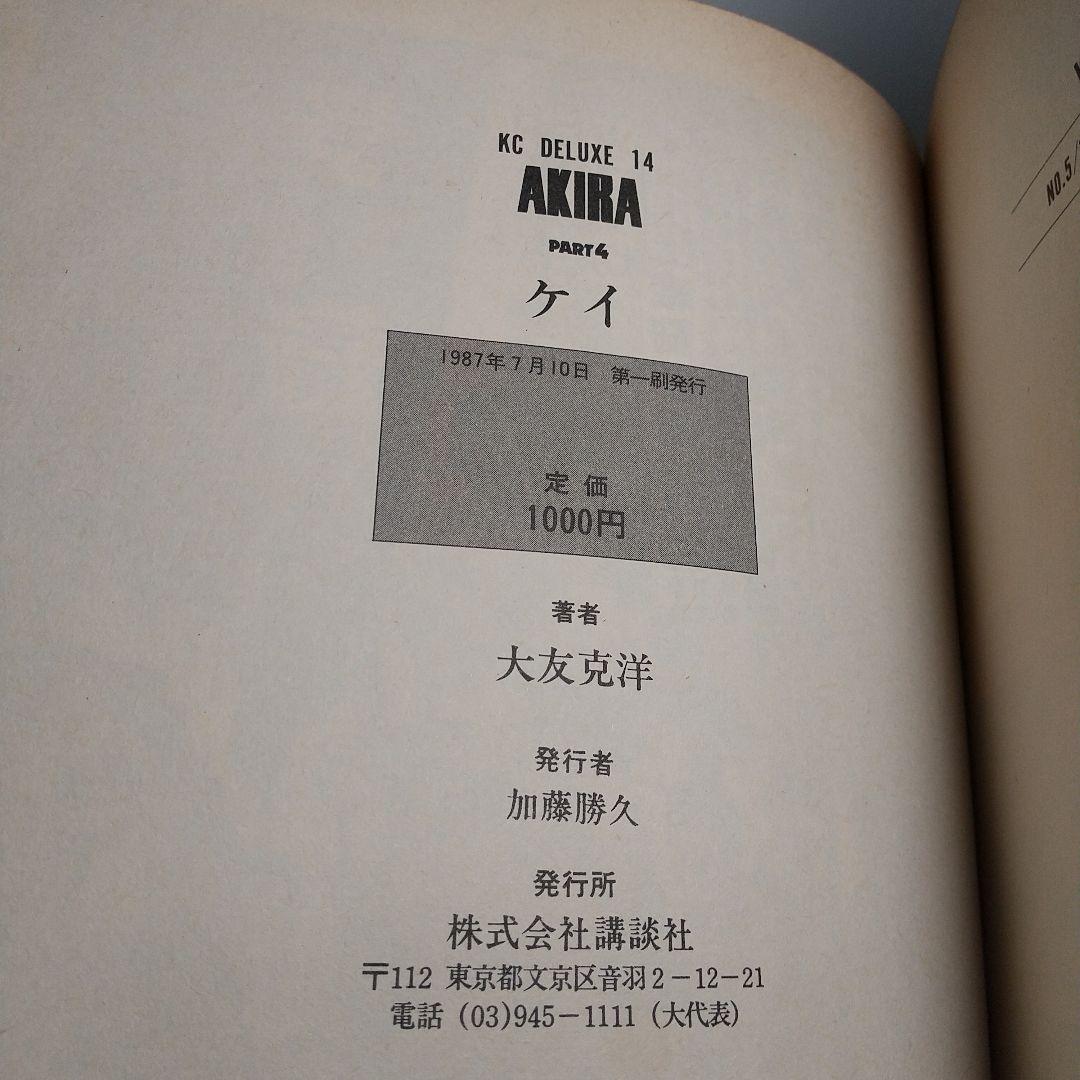 KC DELUXE 14
AKIRA
PART4
ケイ
1987年7月10日 第一刷発行
定価
1000円
著者
大友克洋
発行者
加藤勝久
発行所
株式会社講談社
〒112 東京都文京区音羽2-12-21
電話 (03)945-1111 (大代表)
NO.5/